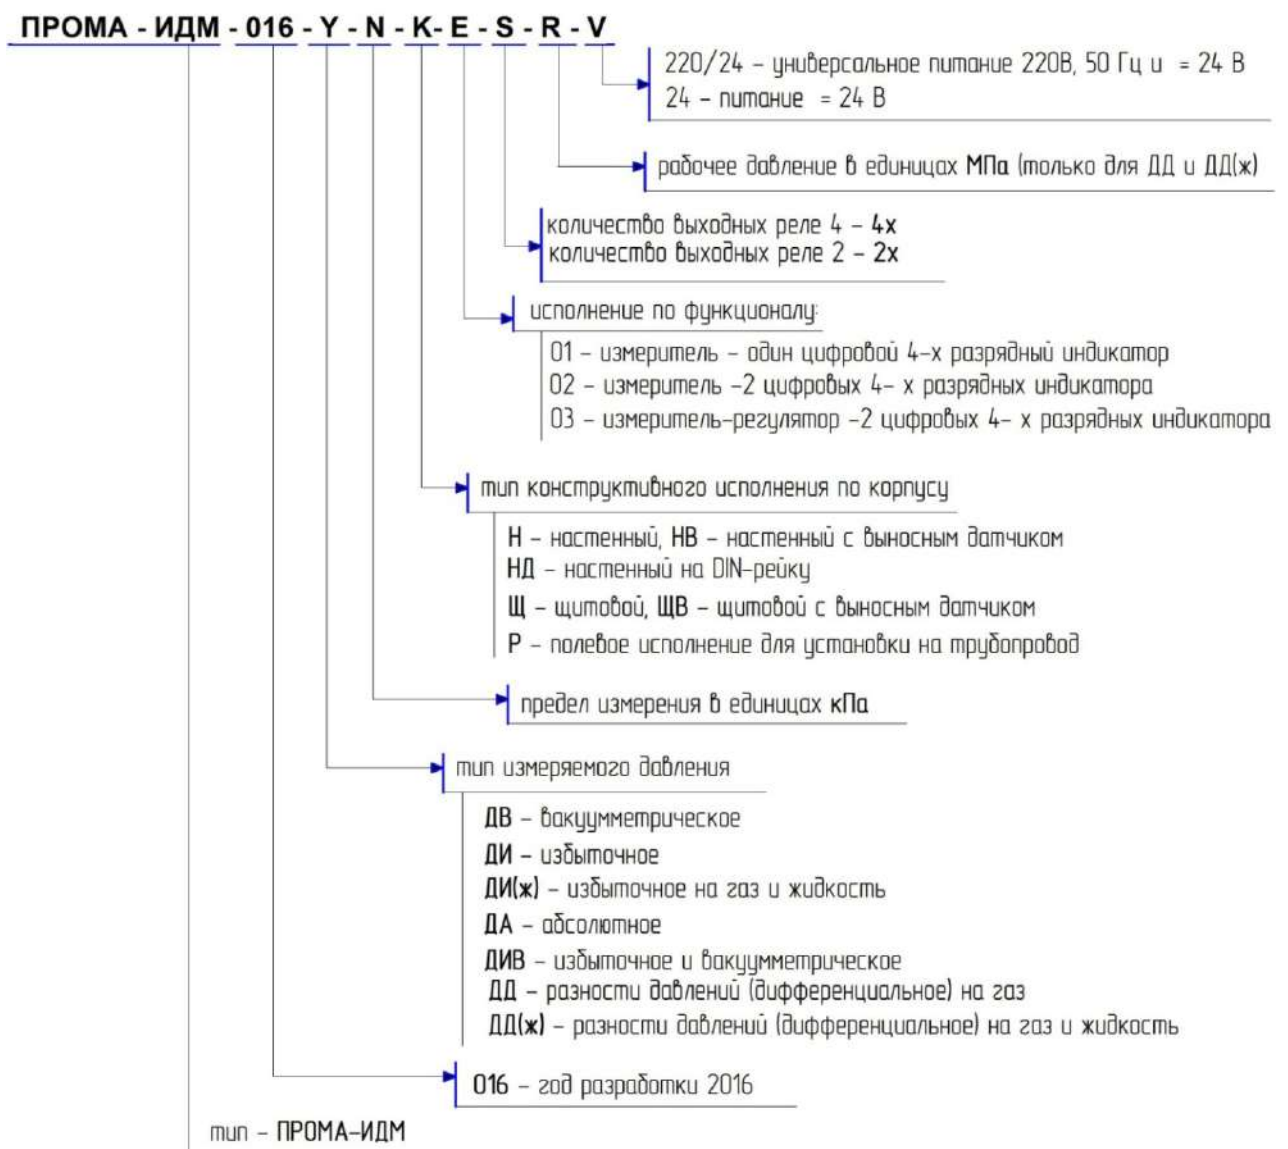 ПРОМА - ИДМ - 016 - Y - N - K- E - S - R - V
220/24 – универсальное питание 220В, 50 Гц и = 24 В
24 – питание = 24 В
рабочее давление в единицах МПа (только для ДД и ДД(ж)
количество выходных реле 4 – 4х
количество выходных реле 2 – 2х
исполнение по функционалу:
01 – измеритель – один цифровой 4-х разрядный индикатор
02 – измеритель –2 цифровых 4- х разрядных индикатора
03 – измеритель-регулятор –2 цифровых 4- х разрядных индикатора
тип конструктивного исполнения по корпусу
Н – настенный, НВ – настенный с выносным датчиком
НД – настенный на DIN-рейку
Щ – щитовой, ЩВ – щитовой с выносным датчиком
Р – полевое исполнение для установки на трубопровод
предел измерения в единицах кПа
тип измеряемого давления
ДВ – вакуумметрическое
ДИ – избыточное
ДИ(ж) – избыточное на газ и жидкость
ДА – абсолютное
ДИВ – избыточное и вакуумметрическое
ДД – разности давлений (дифференциальное) на газ
ДД(ж) – разности давлений (дифференциальное) на газ и жидкость
016 – год разработки 2016
тип – ПРОМА-ИДМ